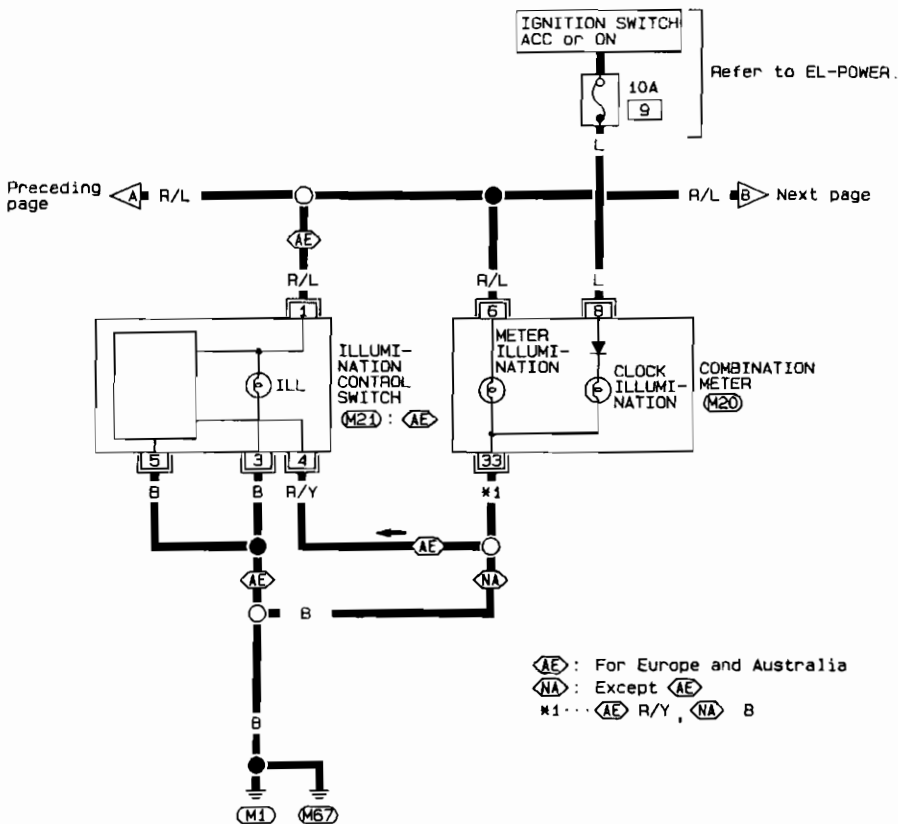 IGNITION SWITCH
ACC or ON
Refer to EL-POWER.
10A
9
L
Preceding
page
A
R/L
R/L
B
Next page
AE
R/L
R/L
L
1
6
8
ILL
ILLUMI-
NATION
CONTROL
SWITCH
M21 : AE
METER
ILLUMI-
NATION
CLOCK
ILLUMI-
NATION
COMBINATION
METER
M20
5
3
4
33
B
B
R/Y
*1
AE
AE
NA
B
AE : For Europe and Australia
NA : Except AE
*1··· AE R/Y, NA B
B
M1
M67